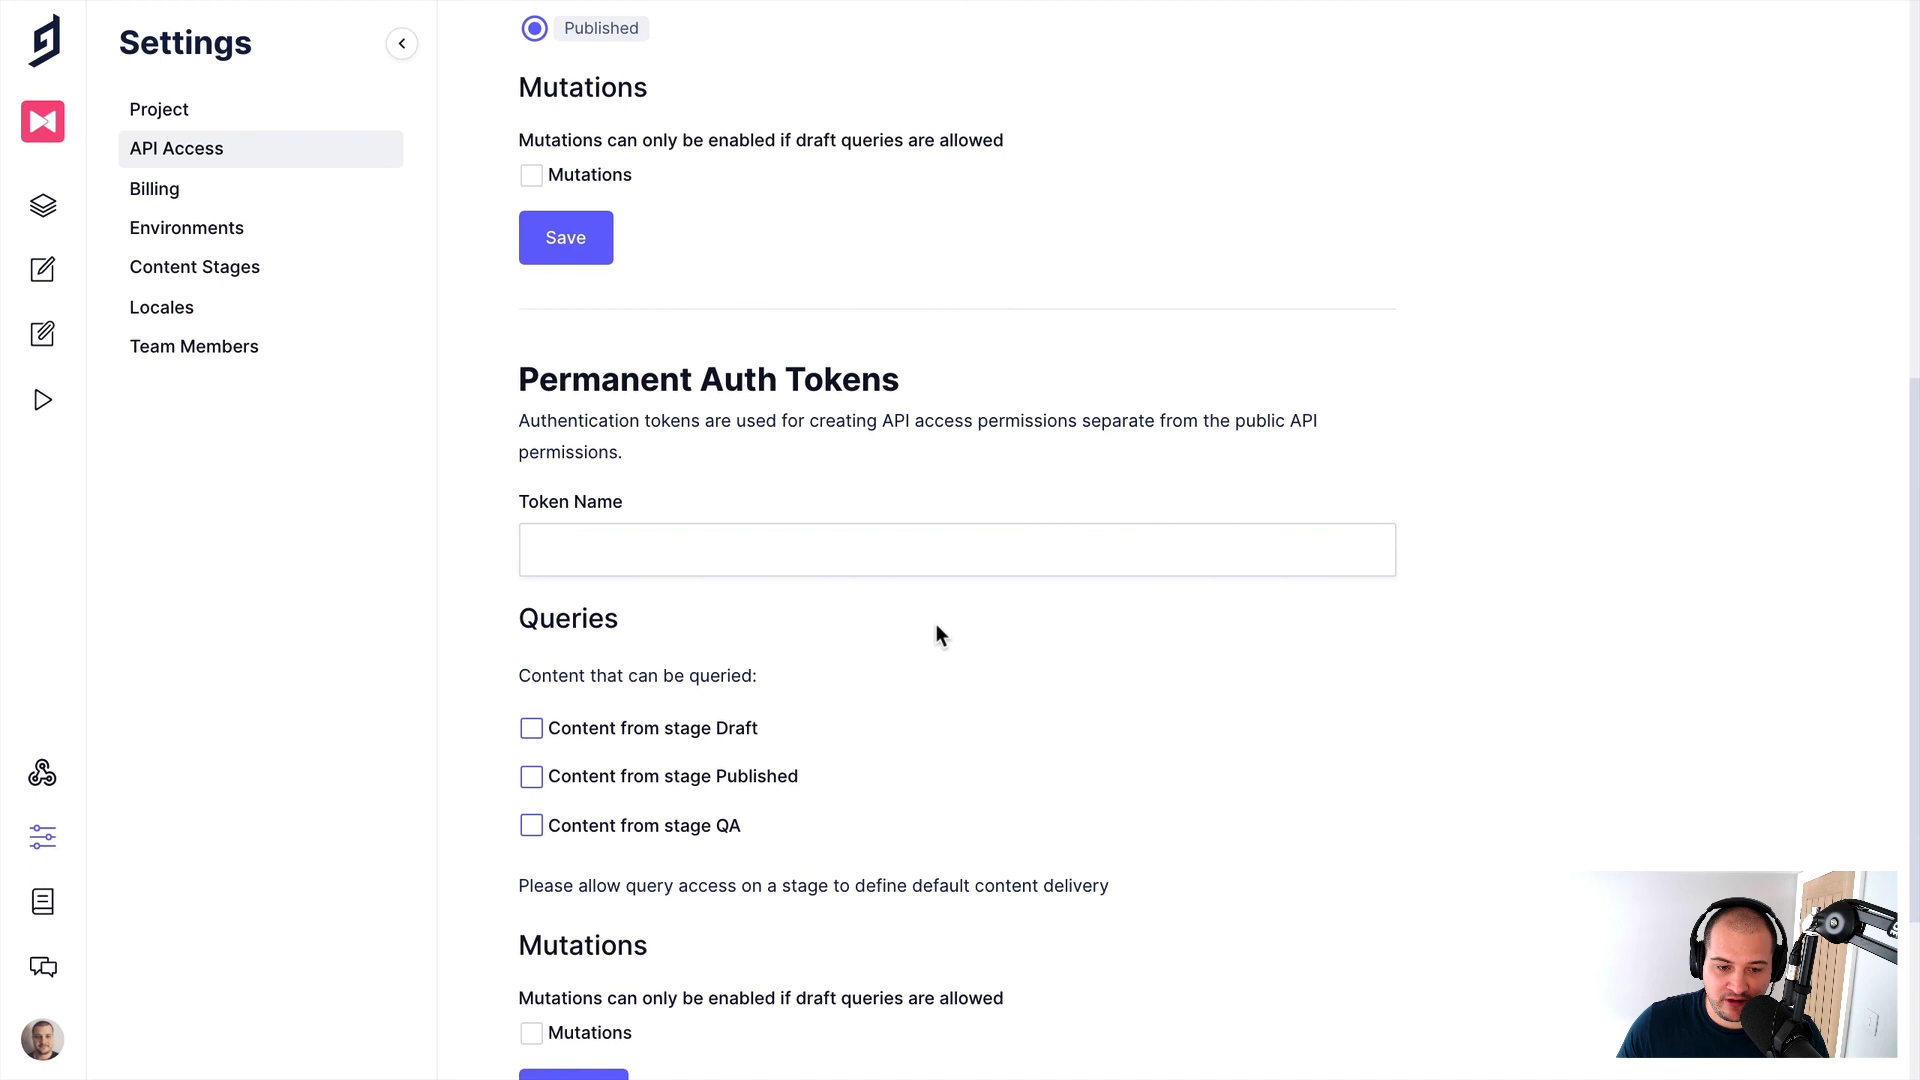 Settings
Project
API Access
Billing
Environments
Content Stages
Locales
Team Members
Published
Mutations
Mutations can only be enabled if draft queries are allowed
Mutations
Save
Permanent Auth Tokens
Authentication tokens are used for creating API access permissions separate from the public API
permissions.
Token Name
Queries
Content that can be queried:
Content from stage Draft
Content from stage Published
Content from stage QA
Please allow query access on a stage to define default content delivery
Mutations
Mutations can only be enabled if draft queries are allowed
Mutations